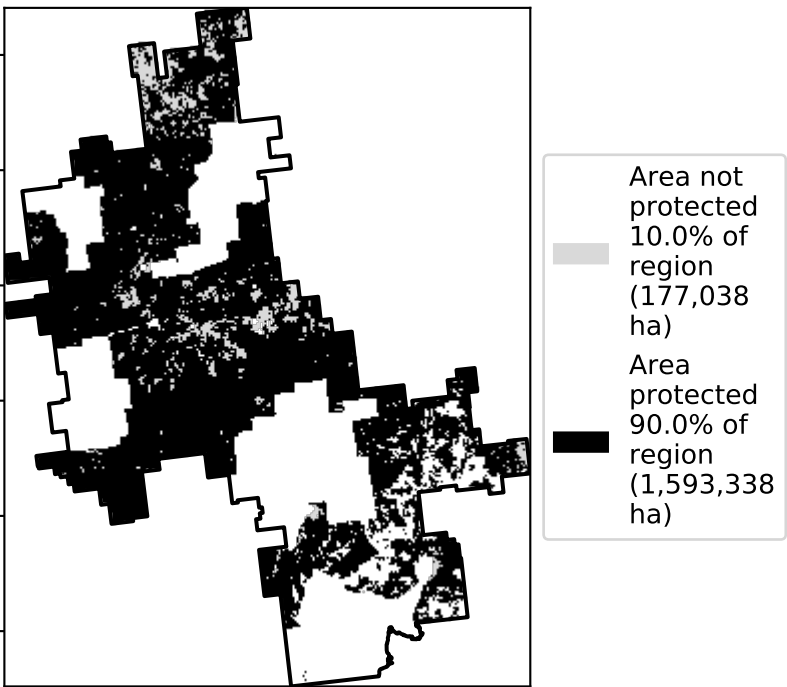 Area not
protected
10.0% of
region
(177,038
ha)
Area
protected
90.0% of
region
(1,593,338
ha)